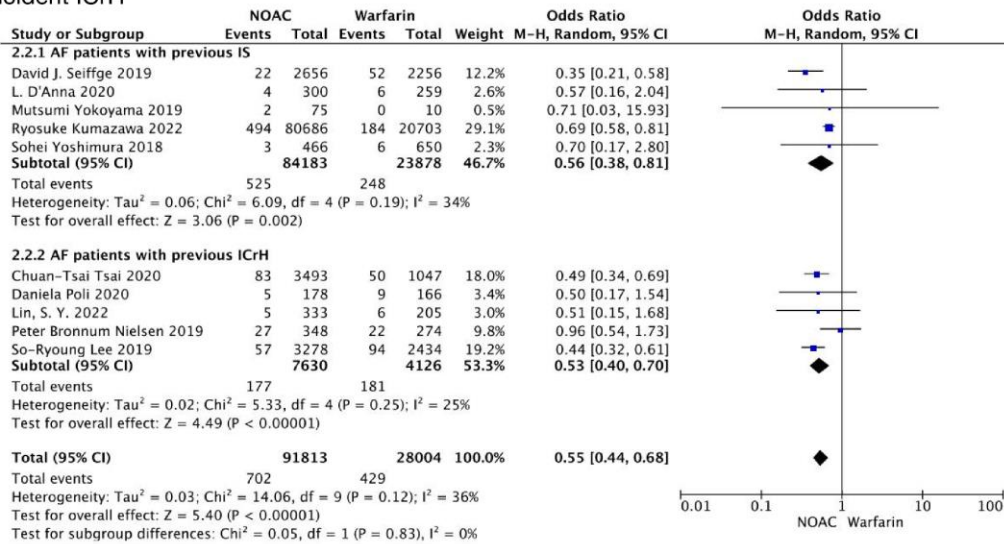 NOAC Warfarin Odds Ratio Odds Ratio
Study or Subgroup Events Total Events Total Weight M-H, Random, 95% CI M-H, Random, 95% CI
2.2.1 AF patients with previous IS
David J. Seiffge 2019 22 2656 52 2256 12.2% 0.35 [0.21, 0.58]
L. D'Anna 2020 4 300 6 259 2.6% 0.57 [0.16, 2.04]
Mutsumi Yokoyama 2019 2 75 0 10 0.5% 0.71 [0.03, 15.93]
Ryosuke Kumazawa 2022 494 80686 184 20703 29.1% 0.69 [0.58, 0.81]
Sohei Yoshimura 2018 3 466 6 650 2.3% 0.70 [0.17, 2.80]
Subtotal (95% CI) 84183 23878 46.7% 0.56 [0.38, 0.81]
Total events 525 248
Heterogeneity: Tau² = 0.06; Chi² = 6.09, df = 4 (P = 0.19); I² = 34%
Test for overall effect: Z = 3.06 (P = 0.002)
2.2.2 AF patients with previous ICrH
Chuan-Tsai Tsai 2020 83 3493 50 1047 18.0% 0.49 [0.34, 0.69]
Daniela Poli 2020 5 178 9 166 3.4% 0.50 [0.17, 1.54]
Lin, S. Y. 2022 5 333 6 205 3.0% 0.51 [0.15, 1.68]
Peter Bronnum Nielsen 2019 27 348 22 274 9.8% 0.96 [0.54, 1.73]
So-Ryoung Lee 2019 57 3278 94 2434 19.2% 0.44 [0.32, 0.61]
Subtotal (95% CI) 7630 4126 53.3% 0.53 [0.40, 0.70]
Total events 177 181
Heterogeneity: Tau² = 0.02; Chi² = 5.33, df = 4 (P = 0.25); I² = 25%
Test for overall effect: Z = 4.49 (P < 0.00001)
Total (95% CI) 91813 28004 100.0% 0.55 [0.44, 0.68]
Total events 702 429
Heterogeneity: Tau² = 0.03; Chi² = 14.06, df = 9 (P = 0.12); I² = 36%
Test for overall effect: Z = 5.40 (P < 0.00001)
Test for subgroup differences: Chi² = 0.05, df = 1 (P = 0.83), I² = 0%
0.01 0.1 1 10 100
NOAC Warfarin